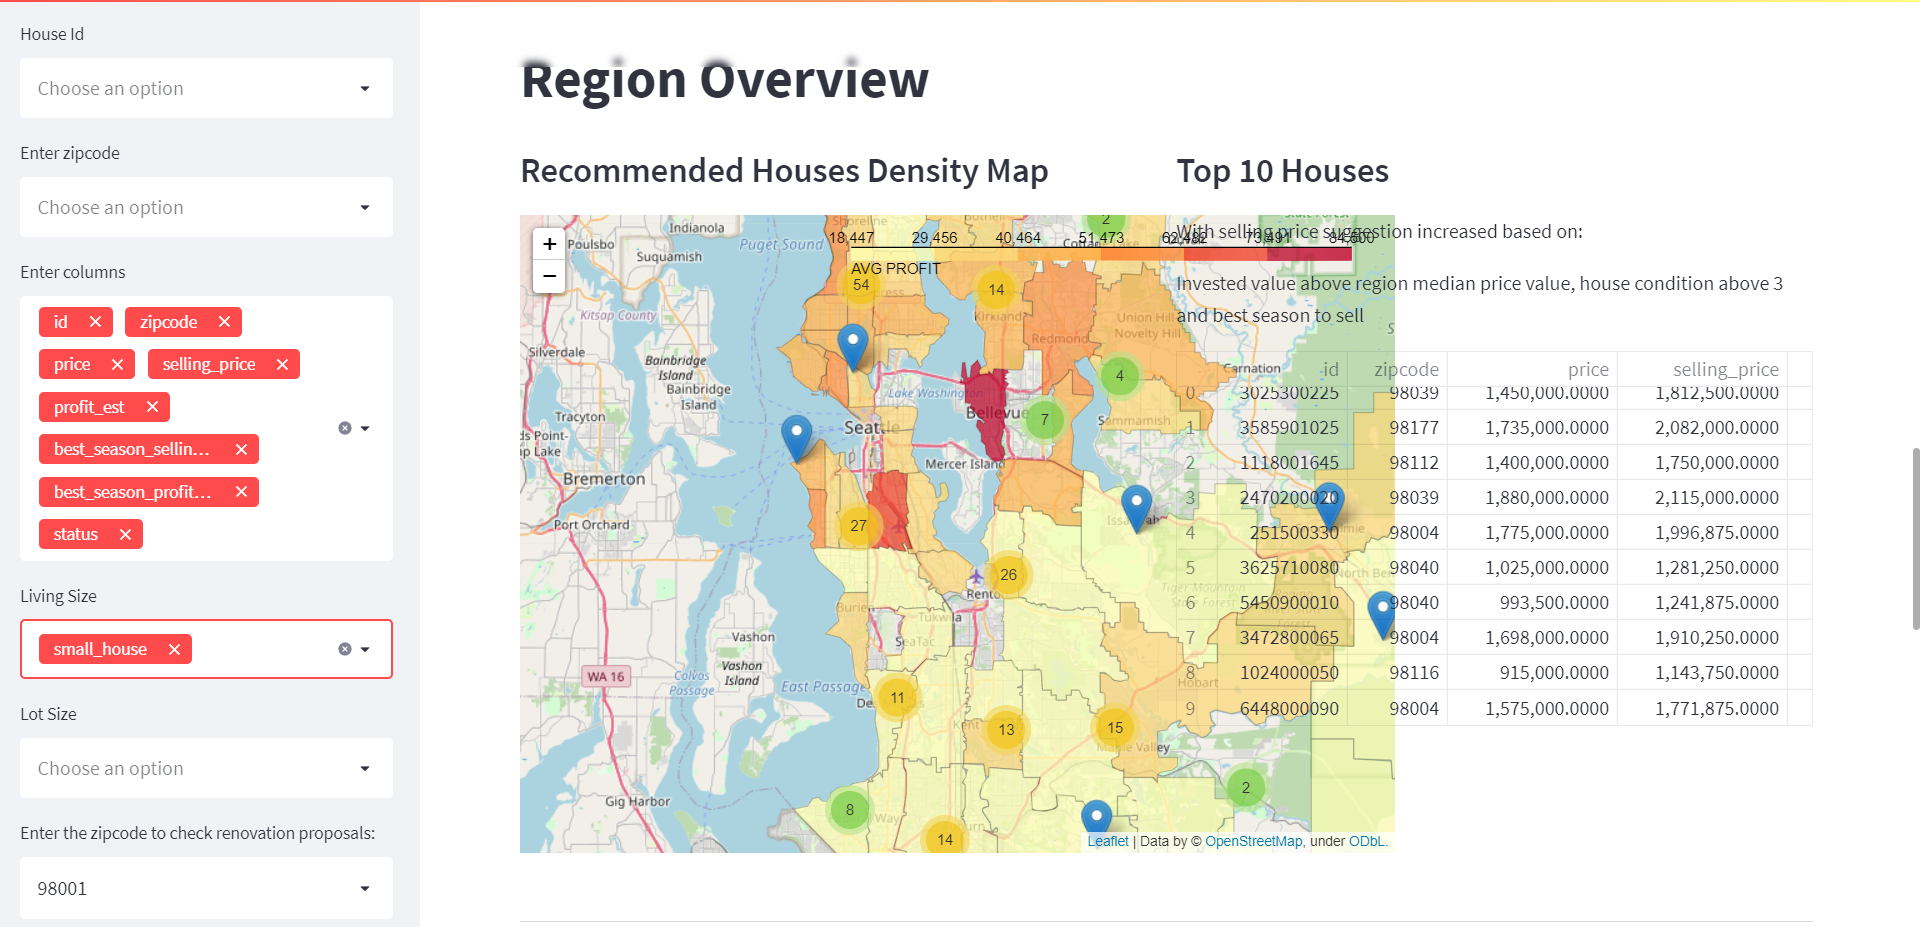 House Id
Choose an option
Enter zipcode
Choose an option
Enter columns
id
zipcode
price
selling_price
profit_est
best_season_sellin...
best_season_profit...
status
Living Size
small_house
Lot Size
Choose an option
Enter the zipcode to check renovation proposals:
98001
Region Overview
Recommended Houses Density Map
+
−
18,447 29,456 40,464 51,473 62,482 73,491 84,500
AVG PROFIT
Poulsbo
Indianola
Suquamish
Puget Sound
Shoreline
Kitsap County
Silverdale
Bainbridge
Island
Bainbridge
Island
Tracyton
Bremerton
Port Orchard
Seattle
Lake Washington
Bellevue
Mercer Island
Kirkland
Redmond
Union Hill
Novelty Hill
Sammamish
Carnation
Burien
Tukwila
SeaTac
Vashon
Vashon
Island
WA 16
Colvos
Passage
East Passage
Gig Harbor
Kent
Maple Valley
Hobart
Tiger Mountain
State Forest
North Be
Way
2
54
14
4
7
27
26
11
13
15
2
8
14
Leaflet | Data by © OpenStreetMap, under ODbL.
Top 10 Houses
With selling price suggestion increased based on:
Invested value above region median price value, house condition above 3
and best season to sell
id zipcode price selling_price
0 3025300225 98039 1,450,000.0000 1,812,500.0000
1 3585901025 98177 1,735,000.0000 2,082,000.0000
2 1118001645 98112 1,400,000.0000 1,750,000.0000
3 2470200020 98039 1,880,000.0000 2,115,000.0000
4 251500330 98004 1,775,000.0000 1,996,875.0000
5 3625710080 98040 1,025,000.0000 1,281,250.0000
6 5450900010 98040 993,500.0000 1,241,875.0000
7 3472800065 98004 1,698,000.0000 1,910,250.0000
8 1024000050 98116 915,000.0000 1,143,750.0000
9 6448000090 98004 1,575,000.0000 1,771,875.0000